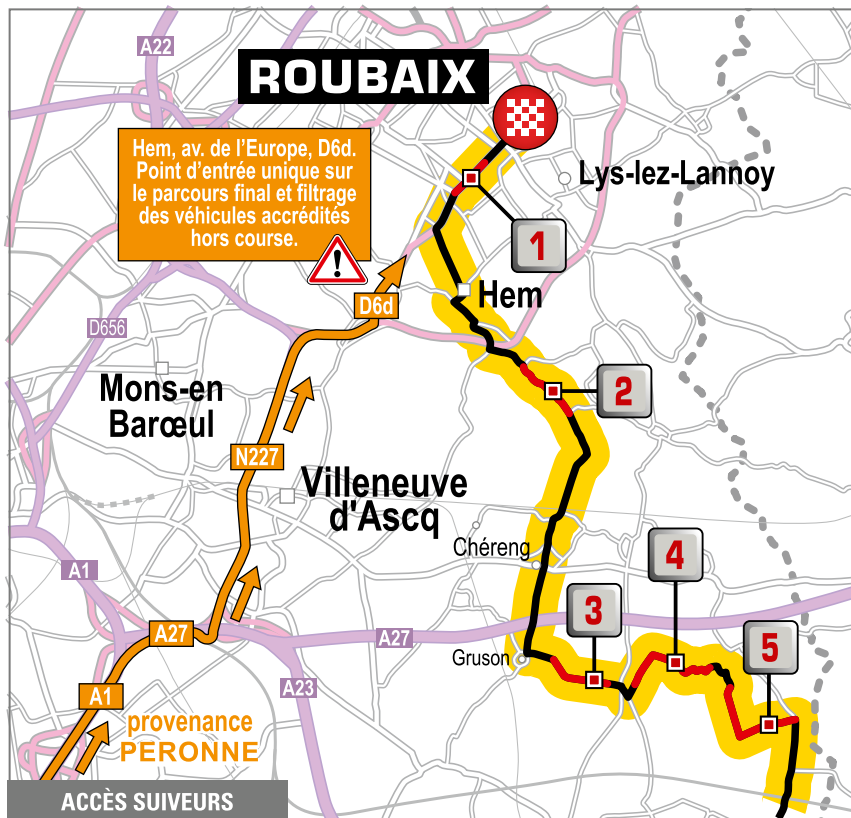 A22
ROUBAIX
Hem, av. de l'Europe, D6d.
Point d'entrée unique sur
le parcours final et filtrage
des véhicules accrédités
hors course.
!
Lys-lez-Lannoy
1
Hem
D6d
D656
Mons-en
Barœul
2
N227
Villeneuve
d'Ascq
Chéreng
4
A1
3
A27
A27
5
Gruson
A23
A1
provenance
PERONNE
ACCÈS SUIVEURS